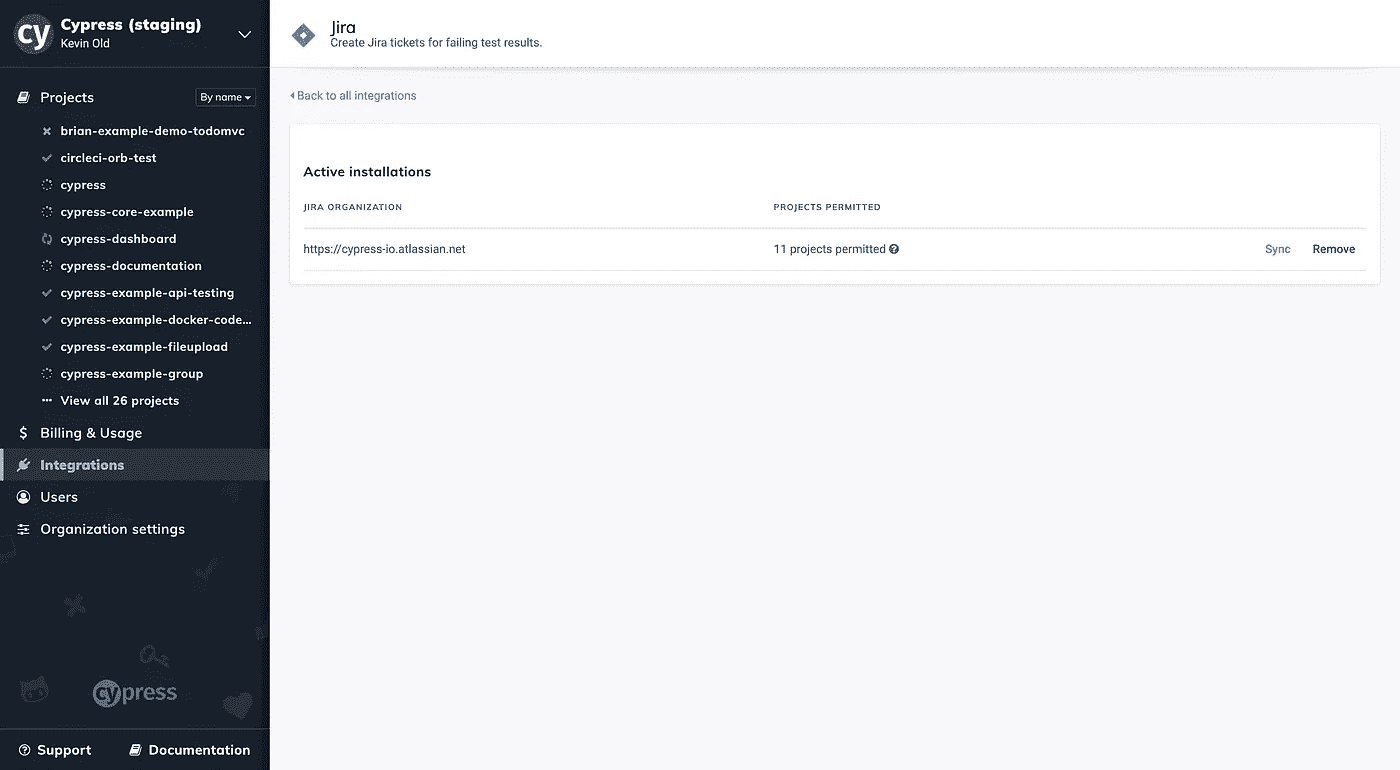 cy
Cypress (staging)
Kevin Old
Projects
By name
brian-example-demo-todomvc
circleci-orb-test
cypress
cypress-core-example
cypress-dashboard
cypress-documentation
cypress-example-api-testing
cypress-example-docker-code...
cypress-example-fileupload
cypress-example-group
View all 26 projects
Billing & Usage
Integrations
Users
Organization settings
cypress
Support
Documentation
Jira
Create Jira tickets for failing test results.
Back to all integrations
Active installations
JIRA ORGANIZATION PROJECTS PERMITTED
https://cypress-io.atlassian.net 11 projects permitted Sync Remove